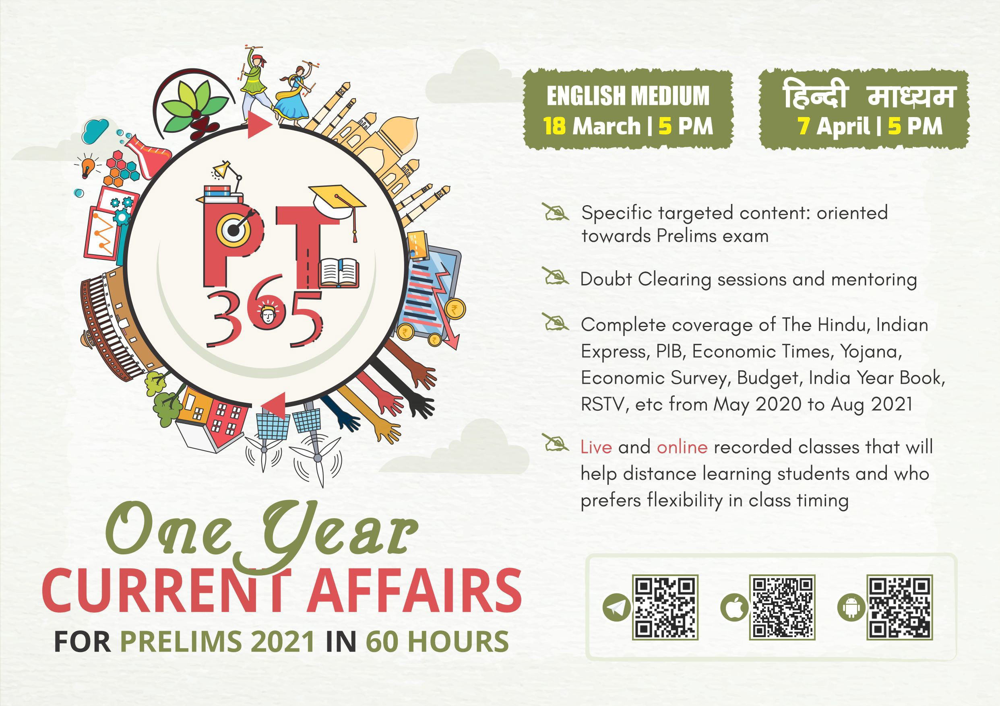 PT
365
One Year
CURRENT AFFAIRS
FOR PRELIMS 2021 IN 60 HOURS
ENGLISH MEDIUM
18 March | 5 PM
हिन्दी माध्यम
7 April | 5 PM
Specific targeted content: oriented
towards Prelims exam
Doubt Clearing sessions and mentoring
Complete coverage of The Hindu, Indian
Express, PIB, Economic Times, Yojana,
Economic Survey, Budget, India Year Book,
RSTV, etc from May 2020 to Aug 2021
Live and online recorded classes that will
help distance learning students and who
prefers flexibility in class timing